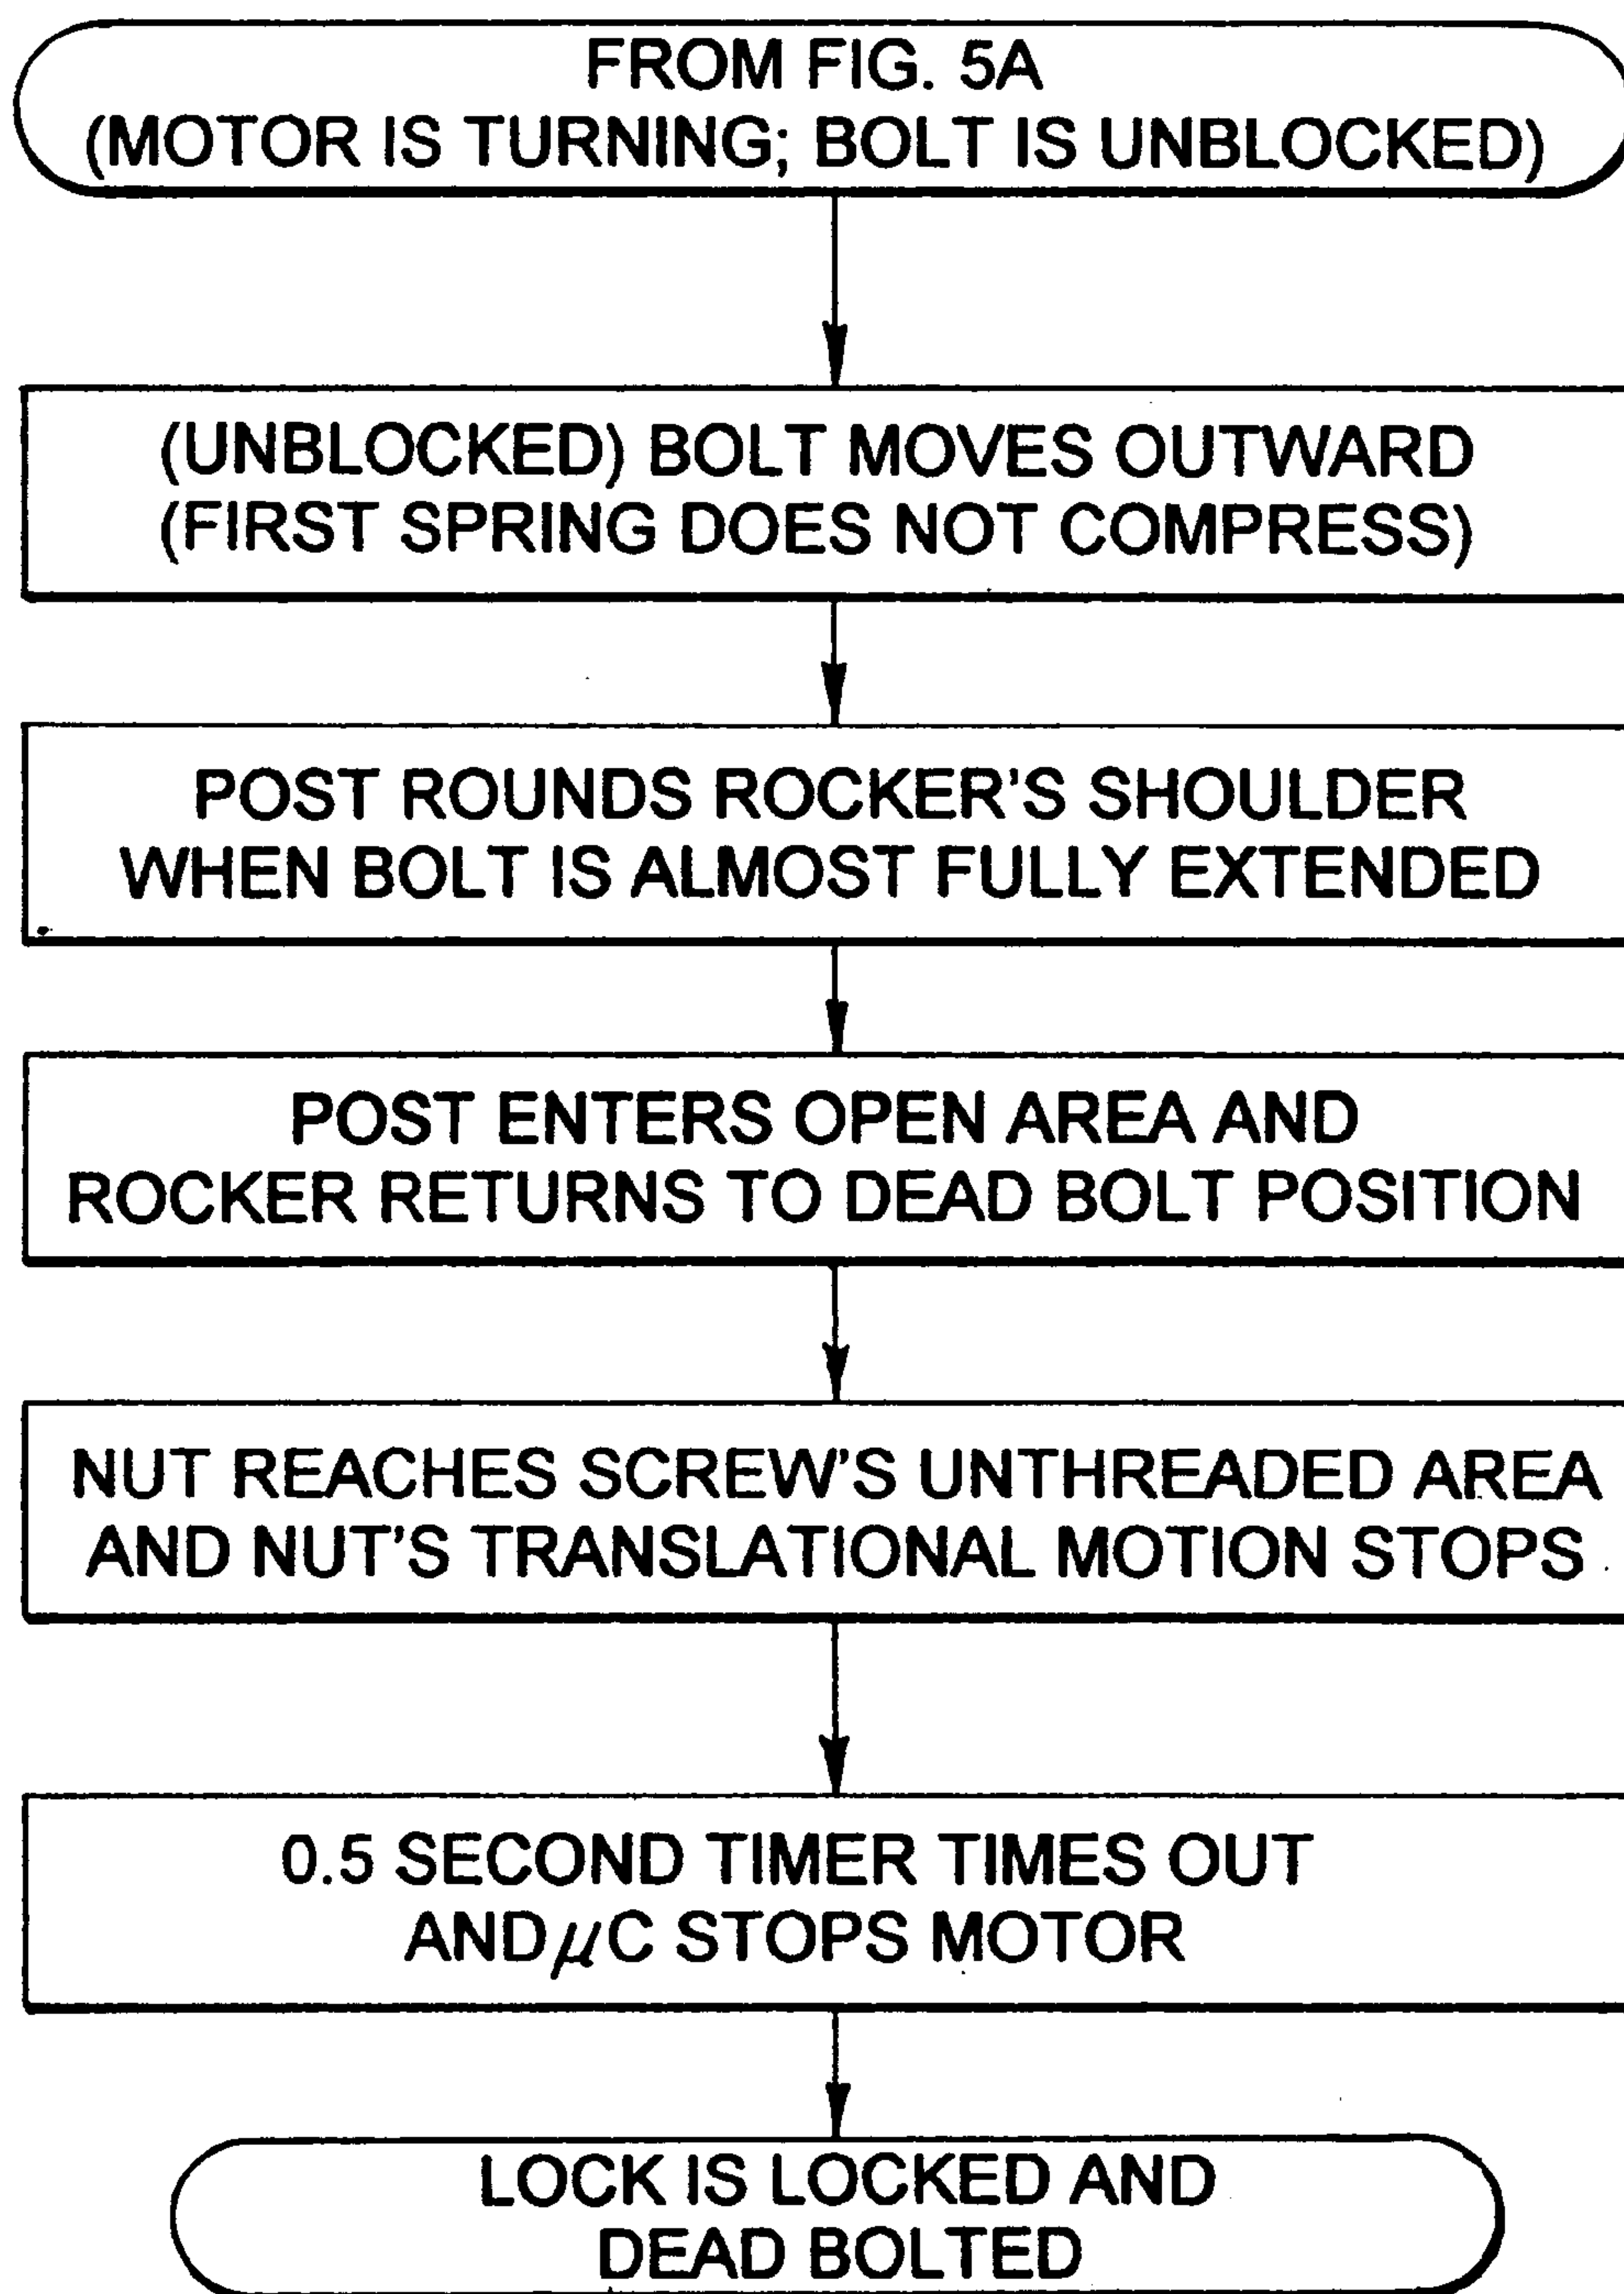 FROM FIG. 5A
(MOTOR IS TURNING; BOLT IS UNBLOCKED)
(UNBLOCKED) BOLT MOVES OUTWARD
(FIRST SPRING DOES NOT COMPRESS)
POST ROUNDS ROCKER'S SHOULDER
WHEN BOLT IS ALMOST FULLY EXTENDED
POST ENTERS OPEN AREA AND
ROCKER RETURNS TO DEAD BOLT POSITION
NUT REACHES SCREW'S UNTHREADED AREA
AND NUT'S TRANSLATIONAL MOTION STOPS
0.5 SECOND TIMER TIMES OUT
AND μC STOPS MOTOR
LOCK IS LOCKED AND
DEAD BOLTED